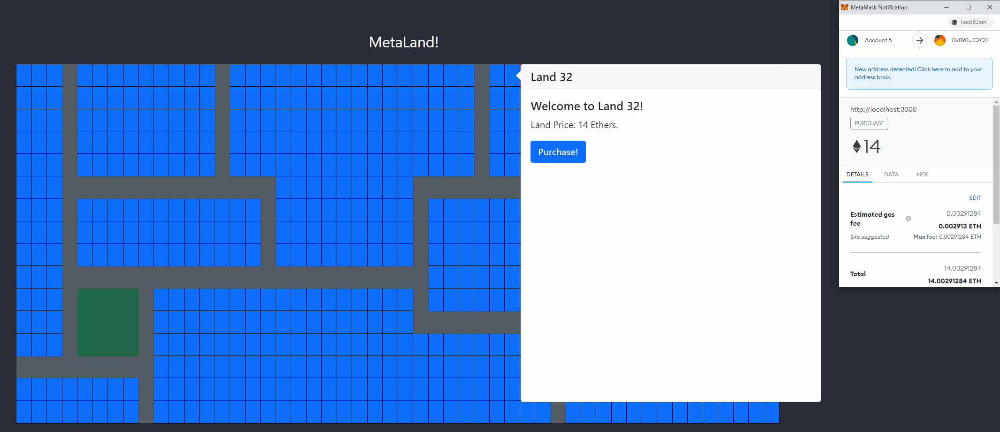 MetaLand!
Land 32
Welcome to Land 32!
Land Price: 14 Ethers.
Purchase!
MetaMask Notification
localCoin
Account 5
0x890...C2C0
New address detected! Click here to add to your
address book.
http://localhost:3000
PURCHASE
14
DETAILS DATA HEX
EDIT
Estimated gas
fee
0.00291284
0.002913 ETH
Site suggested
Max fee: 0.00291284 ETH
14.00291284
Total
14.00291284 ETH